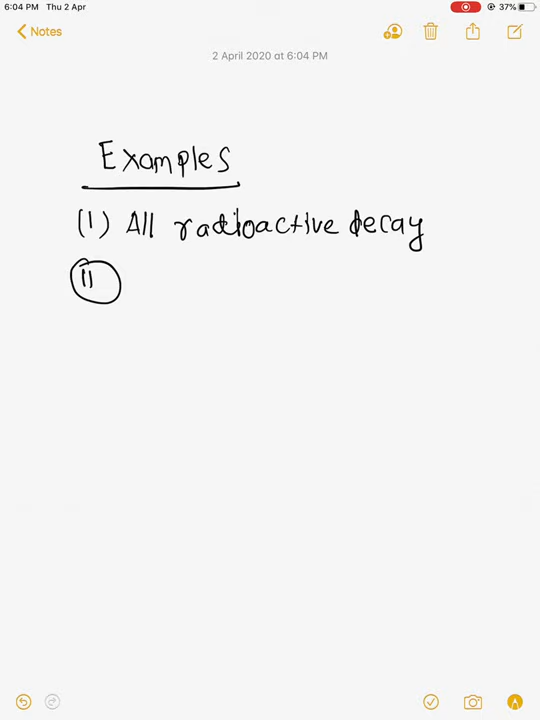 6:04 PM Thu 2 Apr 37%
Notes
2 April 2020 at 6:04 PM
Examples
(1) All radioactive decay
11